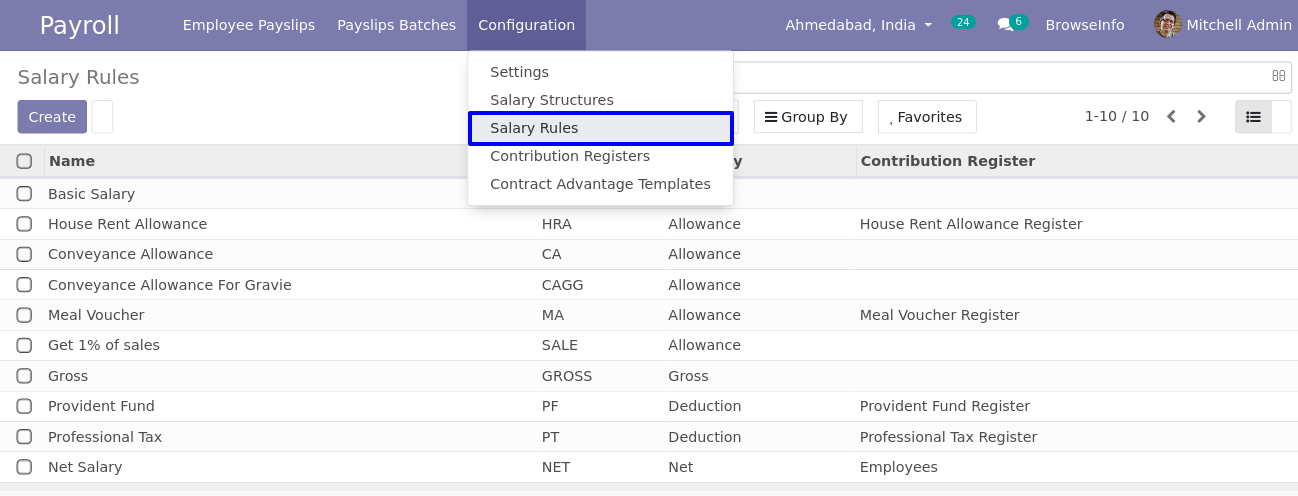 Payroll Employee Payslips Payslips Batches Configuration Ahmedabad, India 24 6 BrowseInfo Mitchell Admin
Salary Rules
Settings
Salary Structures
Salary Rules
Contribution Registers
Contract Advantage Templates
Create Group By Favorites 1-10 / 10
Name y Contribution Register
Basic Salary
House Rent Allowance HRA Allowance House Rent Allowance Register
Conveyance Allowance CA Allowance
Conveyance Allowance For Gravie CAGG Allowance
Meal Voucher MA Allowance Meal Voucher Register
Get 1% of sales SALE Allowance
Gross GROSS Gross
Provident Fund PF Deduction Provident Fund Register
Professional Tax PT Deduction Professional Tax Register
Net Salary NET Net Employees